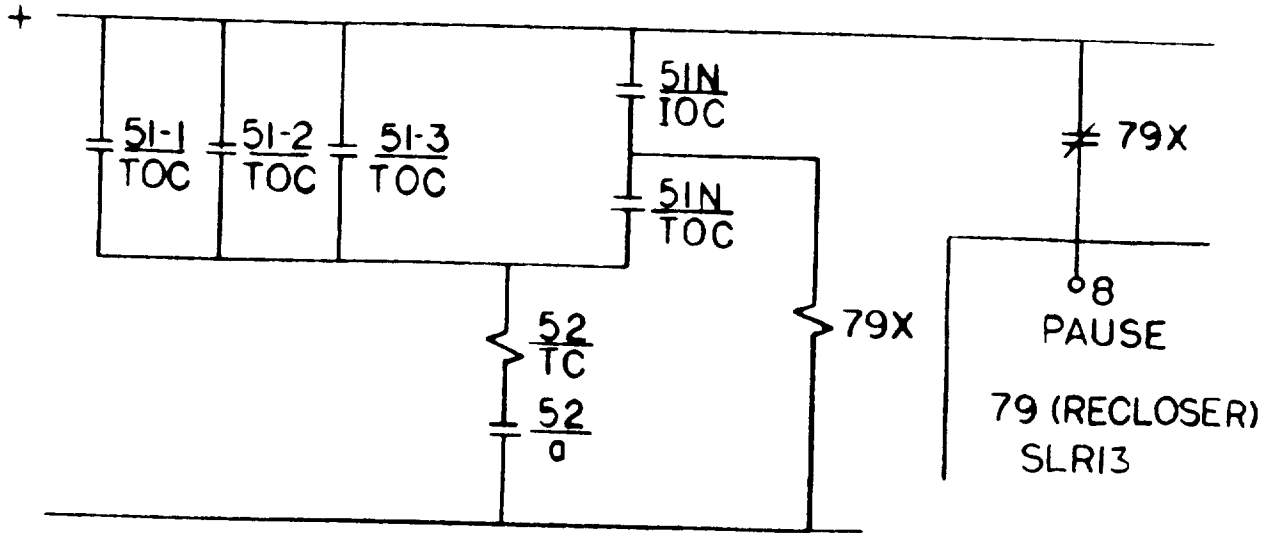 +
51-1
TOC
51-2
TOC
51-3
TOC
51N
IOC
51N
TOC
79X
52
TC
52
a
79X
8
PAUSE
79 (RECLOSER)
SLR13